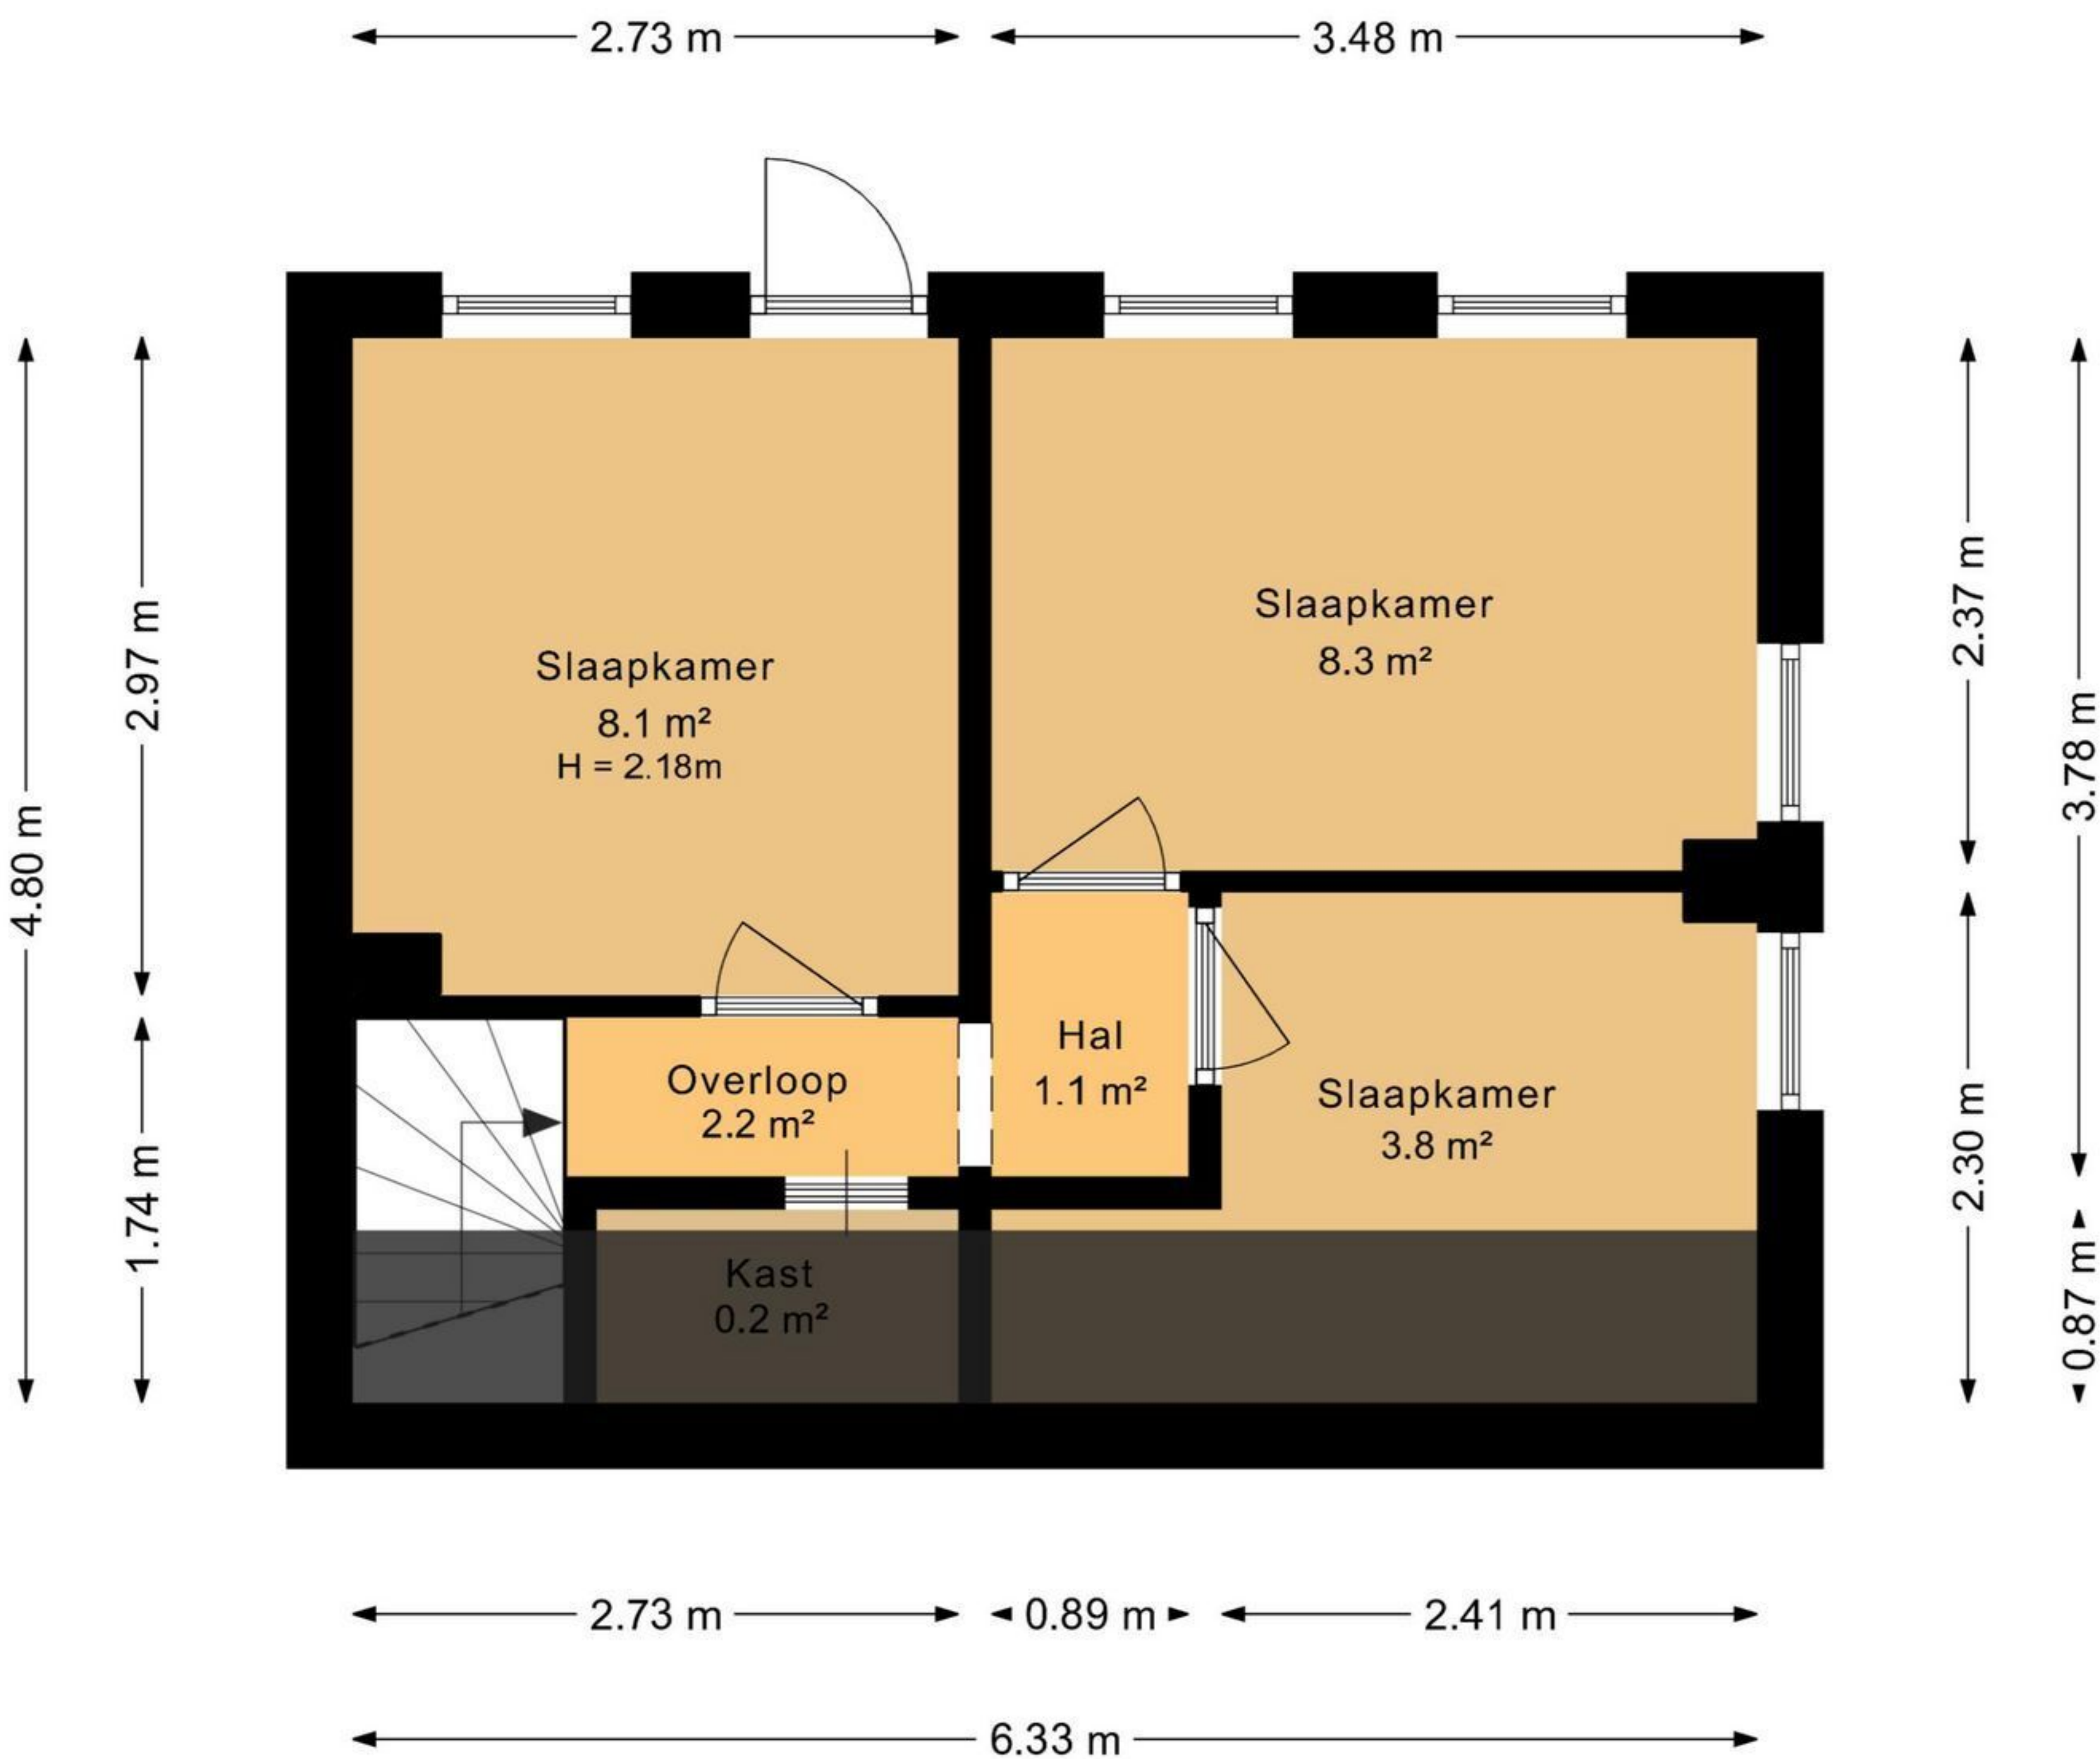 2.73 m
3.48 m
4.80 m
2.97 m
1.74 m
Slaapkamer
8.1 m²
H = 2.18m
Slaapkamer
8.3 m²
Hal
1.1 m²
Overloop
2.2 m²
Slaapkamer
3.8 m²
Kast
0.2 m²
2.37 m
3.78 m
2.30 m
0.87 m
2.73 m
0.89 m
2.41 m
6.33 m